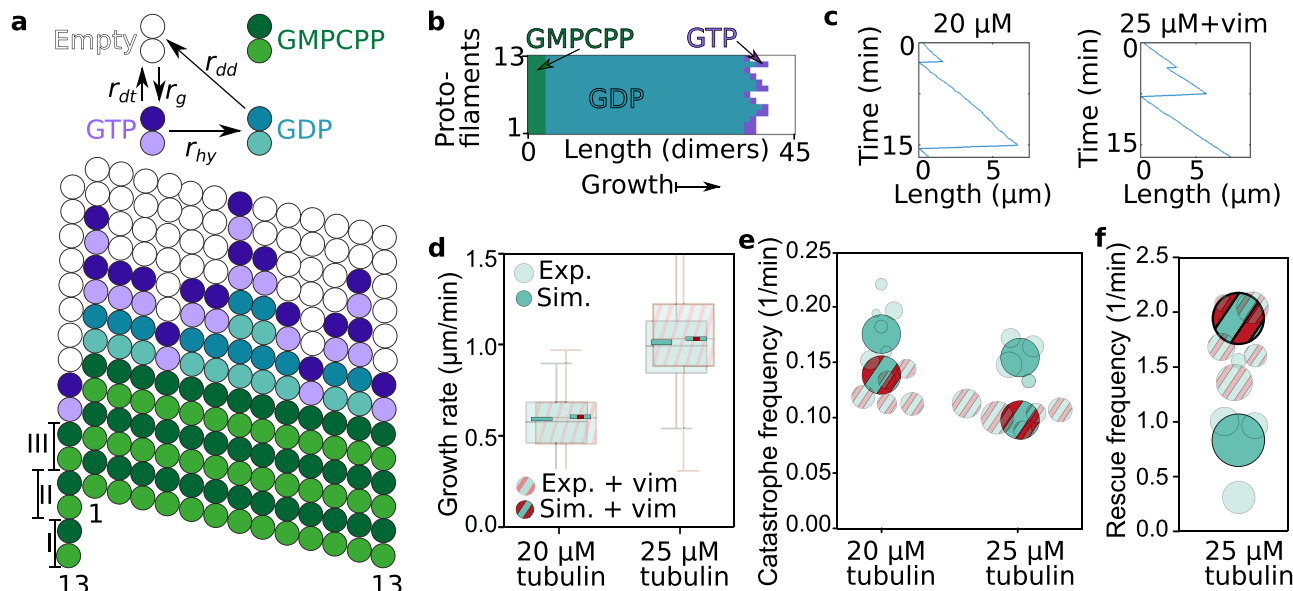 a
Empty
GMPCPP
r_dd
r_dt
r_g
GTP
GDP
r_hy
III
II
I
1
13
13
b
GMPCPP
GTP
Proto-
filaments
13
1
GDP
0
Length (dimers)
45
Growth
c
20 µM
Time (min)
0
15
0
5
Length (µm)
25 µM+vim
Time (min)
0
15
0
5
Length (µm)
d
Growth rate (µm/min)
1.5
1.0
0.5
0.0
Exp.
Sim.
Exp. + vim
Sim. + vim
20 µM
tubulin
25 µM
tubulin
e
Catastrophe frequency (1/min)
0.25
0.20
0.15
0.10
0.05
0.00
20 µM
tubulin
25 µM
tubulin
f
Rescue frequency (1/min)
2.5
2.0
1.5
1.0
0.5
0.0
25 µM
tubulin